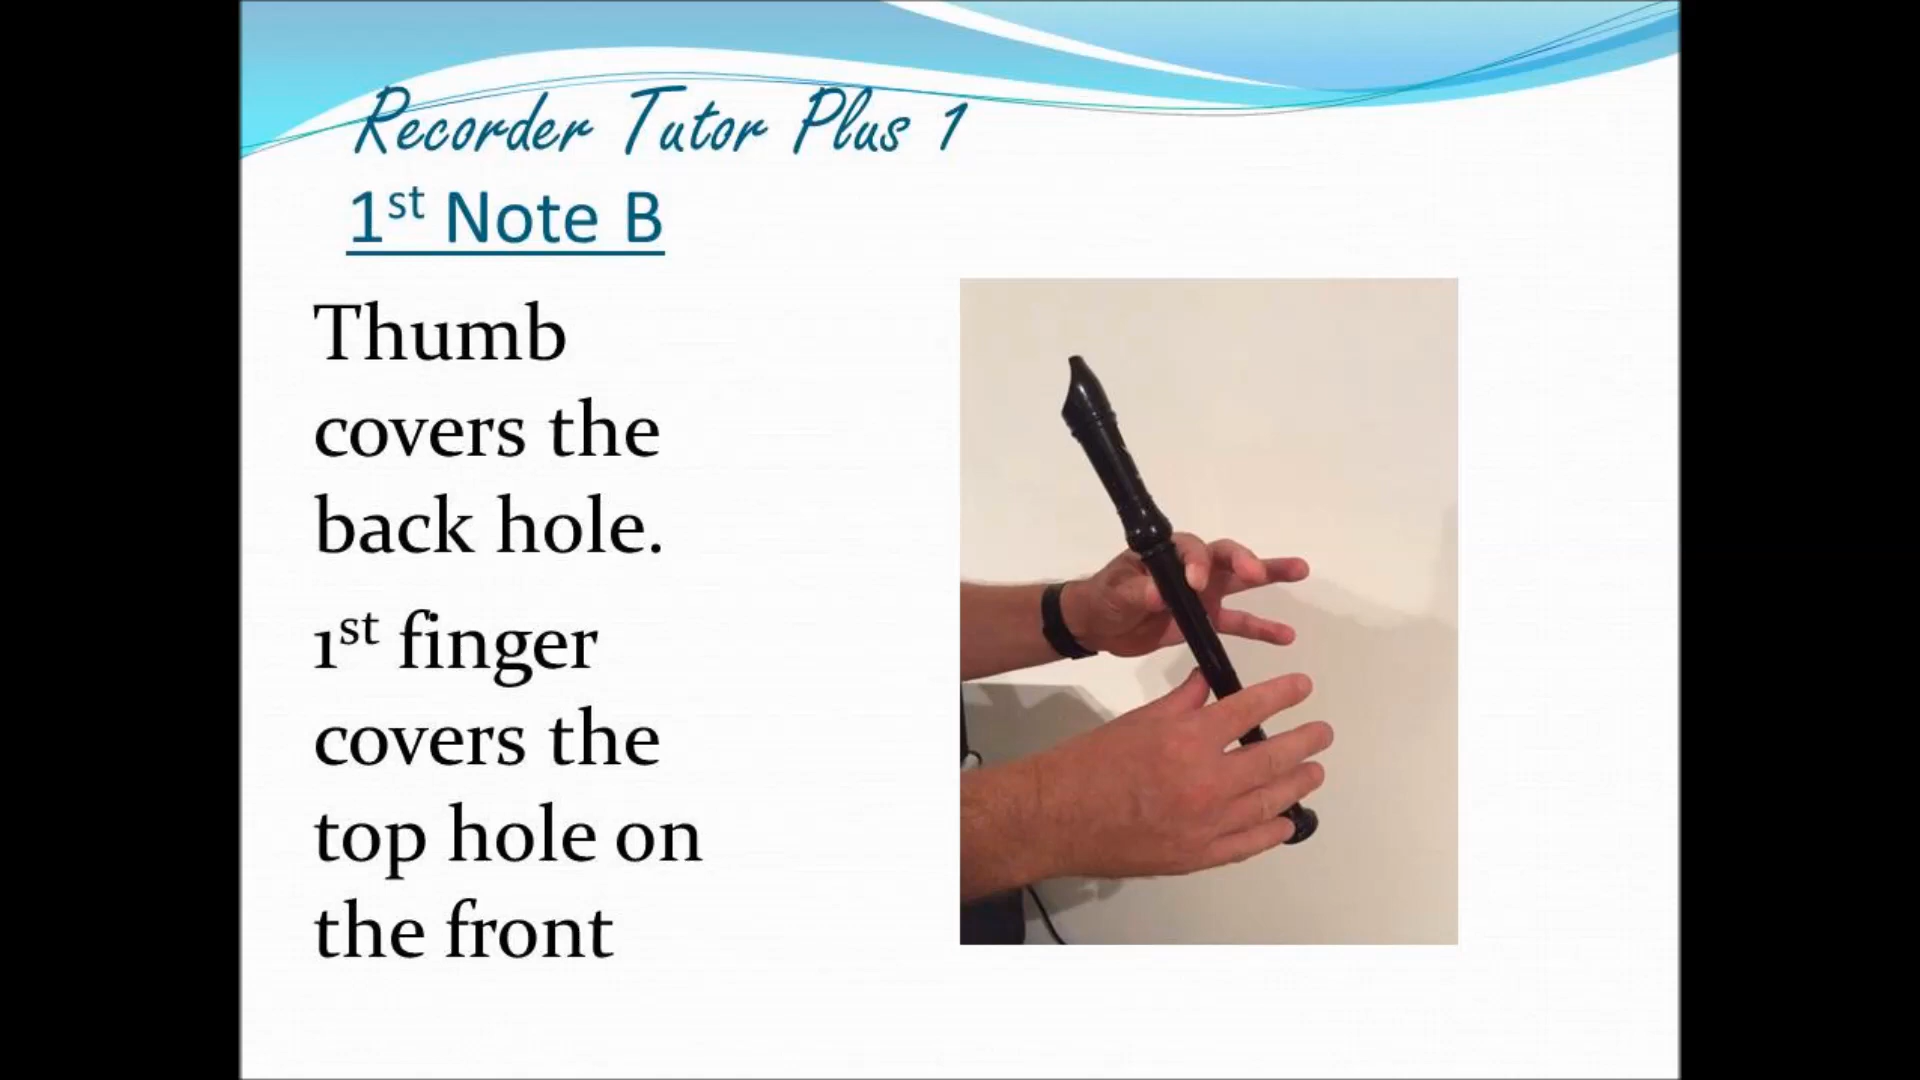 Recorder Tutor Plus 1
1st Note B
Thumb
covers the
back hole.
1st finger
covers the
top hole on
the front